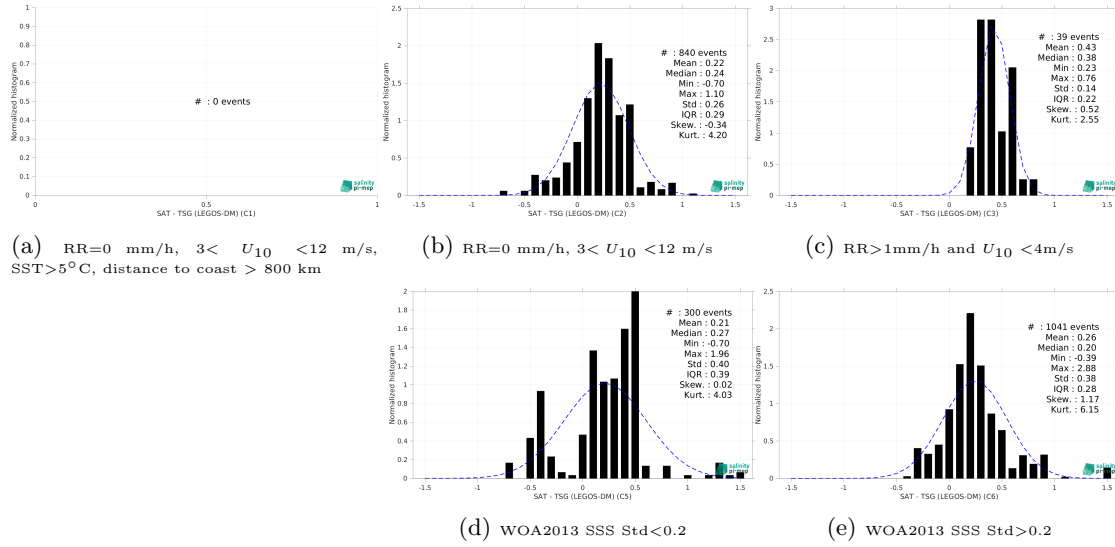 1
0.9
0.8
0.7
0.6
0.5
0.4
0.3
0.2
0.1
0
Normalized histogram
# : 0 events
salinity
pi-mep
0 0.5 1
SAT - TSG (LEGOS-DM) (C1)
(a) RR=0 mm/h, 3< U10 <12 m/s,
SST>5°C, distance to coast > 800 km
2.5
2
1.5
1
0.5
0
Normalized histogram
# : 840 events
Mean : 0.22
Median : 0.24
Min : -0.70
Max : 1.10
Std : 0.26
IQR : 0.29
Skew. : -0.34
Kurt. : 4.20
salinity
pi-mep
-1.5 -1 -0.5 0 0.5 1 1.5
SAT - TSG (LEGOS-DM) (C2)
(b) RR=0 mm/h, 3< U10 <12 m/s
3
2.5
2
1.5
1
0.5
0
Normalized histogram
# : 39 events
Mean : 0.43
Median : 0.38
Min : 0.23
Max : 0.76
Std : 0.14
IQR : 0.22
Skew. : 0.52
Kurt. : 2.55
salinity
pi-mep
-1.5 -1 -0.5 0 0.5 1 1.5
SAT - TSG (LEGOS-DM) (C3)
(c) RR>1mm/h and U10 <4m/s
2
1.8
1.6
1.4
1.2
1
0.8
0.6
0.4
0.2
0
Normalized histogram
# : 300 events
Mean : 0.21
Median : 0.27
Min : -0.70
Max : 1.96
Std : 0.40
IQR : 0.39
Skew. : 0.02
Kurt. : 4.03
salinity
pi-mep
-1.5 -1 -0.5 0 0.5 1 1.5
SAT - TSG (LEGOS-DM) (C5)
(d) WOA2013 SSS Std<0.2
2.5
2
1.5
1
0.5
0
Normalized histogram
# : 1041 events
Mean : 0.26
Median : 0.20
Min : -0.39
Max : 2.88
Std : 0.38
IQR : 0.28
Skew. : 1.17
Kurt. : 6.15
salinity
pi-mep
-1.5 -1 -0.5 0 0.5 1 1.5
SAT - TSG (LEGOS-DM) (C6)
(e) WOA2013 SSS Std>0.2